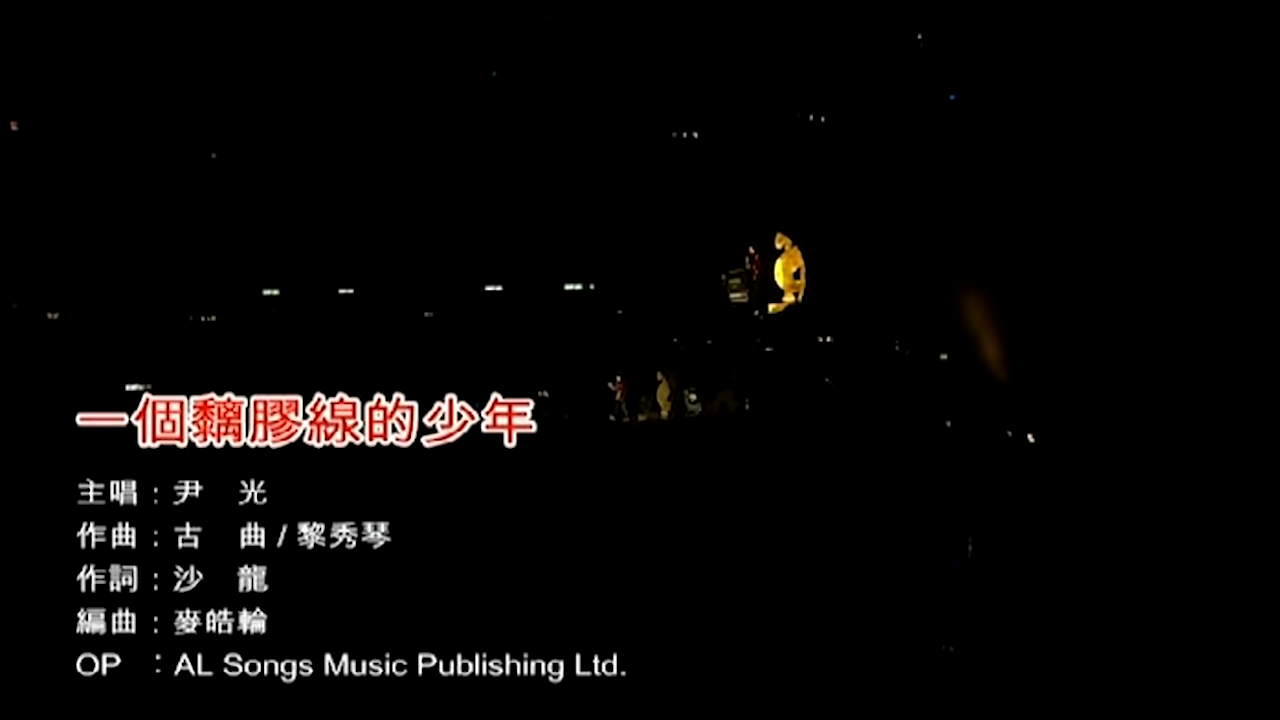 一個黐膠線的少年
主唱：尹　光
作曲：古　曲 / 黎秀琴
作詞：沙　龍
編曲：麥皓輪
OP　：AL Songs Music Publishing Ltd.